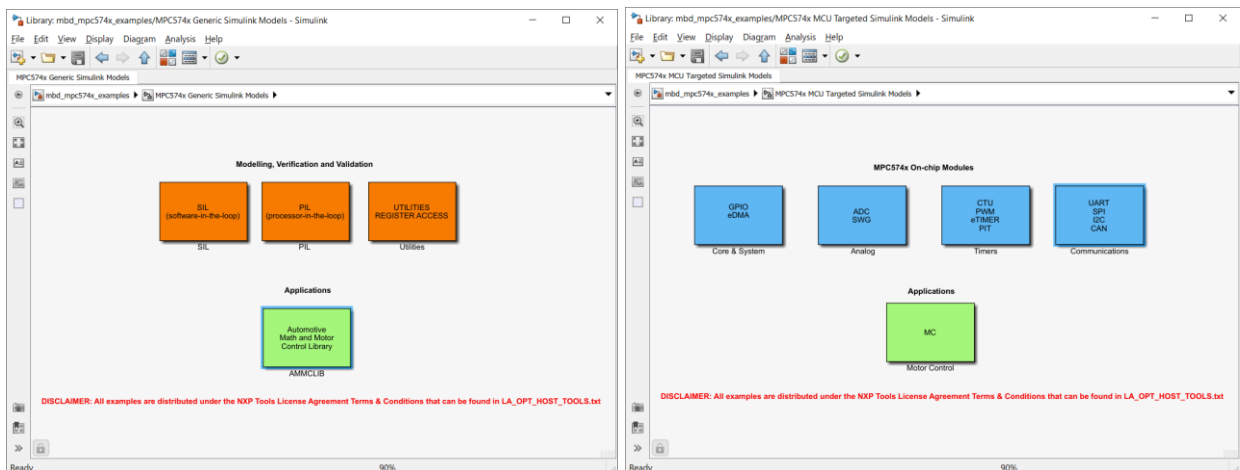 Library: mbd_mpc574x_examples/MPC574x Generic Simulink Models - Simulink
File Edit View Display Diagram Analysis Help
MPC574x Generic Simulink Models
mbd_mpc574x_examples MPC574x Generic Simulink Models
Modelling, Verification and Validation
SIL
(software-in-the-loop)
SIL
PIL
(processor-in-the-loop)
PIL
UTILITIES
REGISTER ACCESS
Utilities
Applications
Automotive
Math and Motor
Control Library
AMMCLIB
DISCLAIMER: All examples are distributed under the NXP Tools License Agreement Terms & Conditions that can be found in LA_OPT_HOST_TOOLS.txt
Ready 90%
Library: mbd_mpc574x_examples/MPC574x MCU Targeted Simulink Models - Simulink
File Edit View Display Diagram Analysis Help
MPC574x MCU Targeted Simulink Models
mbd_mpc574x_examples MPC574x MCU Targeted Simulink Models
MPC574x On-chip Modules
GPIO
eDMA
Core & System
ADC
SWG
Analog
CTU
PWM
eTIMER
PIT
Timers
UART
SPI
I2C
CAN
Communications
Applications
MC
Motor Control
DISCLAIMER: All examples are distributed under the NXP Tools License Agreement Terms & Conditions that can be found in LA_OPT_HOST_TOOLS.txt
Ready 90%